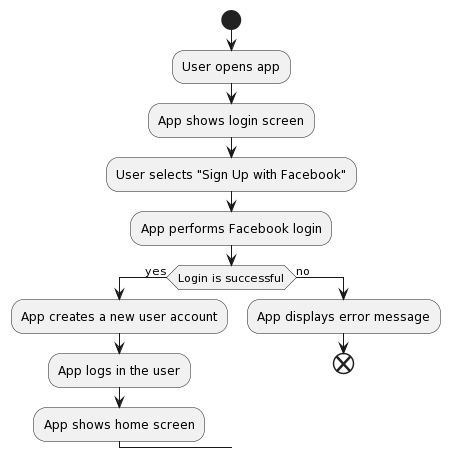 User opens app
App shows login screen
User selects "Sign Up with Facebook"
App performs Facebook login
yes
Login is successful
no
App creates a new user account
App displays error message
App logs in the user
App shows home screen